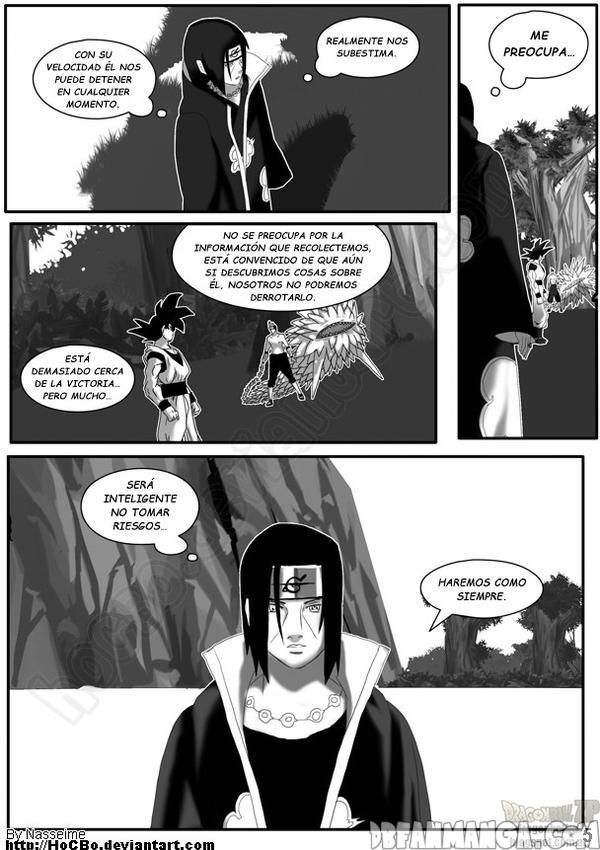 CON SU
VELOCIDAD ÉL NOS
PUEDE DETENER
EN CUALQUIER
MOMENTO.
REALMENTE NOS
SUBESTIMA.
ME
PREOCUPA...
NO SE PREOCUPA POR LA
INFORMACIÓN QUE RECOLECTEMOS,
ESTÁ CONVENCIDO DE QUE AÚN
SI DESCUBRIMOS COSAS SOBRE
ÉL, NOSOTROS NO PODREMOS
DERROTARLO.
ESTÁ
DEMASIADO CERCA
DE LA VICTORIA...
PERO MUCHO...
SERÁ
INTELIGENTE
NO TOMAR
RIESGOS...
HAREMOS COMO
SIEMPRE.
By Nasseime
http://HoCBo.deviantart.com
DBFANMANGA.COM
5